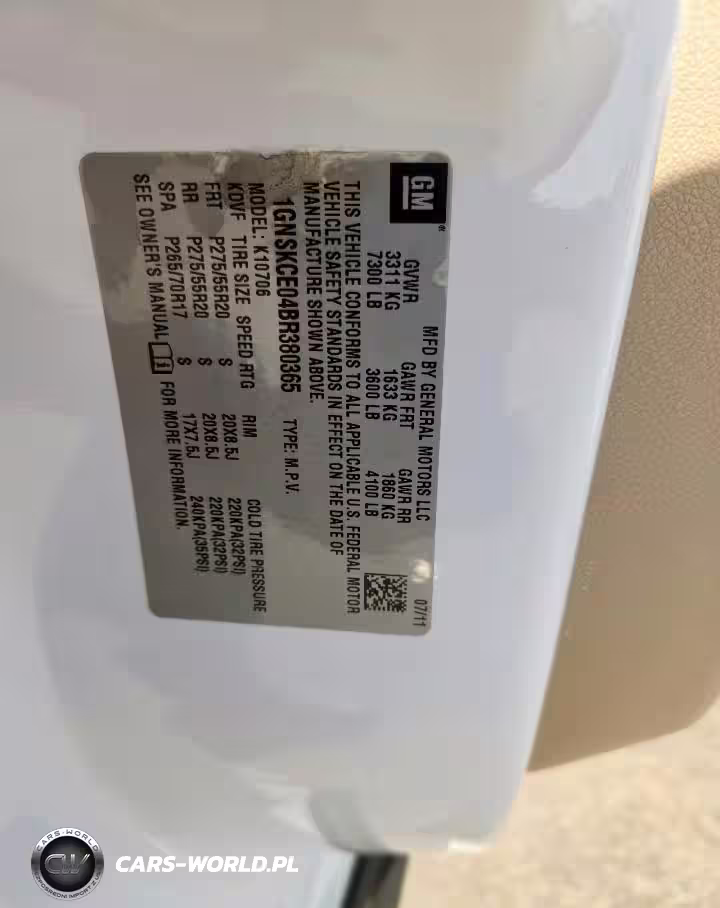 GM
MFD BY GENERAL MOTORS LLC 07/11
GVWR GAWR FRT GAWR RR
3311 KG 1633 KG 1860 KG
7300 LB 3600 LB 4100 LB
THIS VEHICLE CONFORMS TO ALL APPLICABLE U.S. FEDERAL MOTOR
VEHICLE SAFETY STANDARDS IN EFFECT ON THE DATE OF
MANUFACTURE SHOWN ABOVE.
1GNSKCE04BR380365 TYPE: M.P.V.
MODEL: K10706
KOVF TIRE SIZE SPEED RTG RIM COLD TIRE PRESSURE
FRT P275/55R20 S 20X8.5J 220KPA(32PSI)
RR P275/55R20 S 20X8.5J 220KPA(32PSI)
SPA P265/70R17 S 17X7.5J 240KPA(35PSI)
SEE OWNER'S MANUAL FOR MORE INFORMATION.
CARS-WORLD
CW
CARS-WORLD.PL